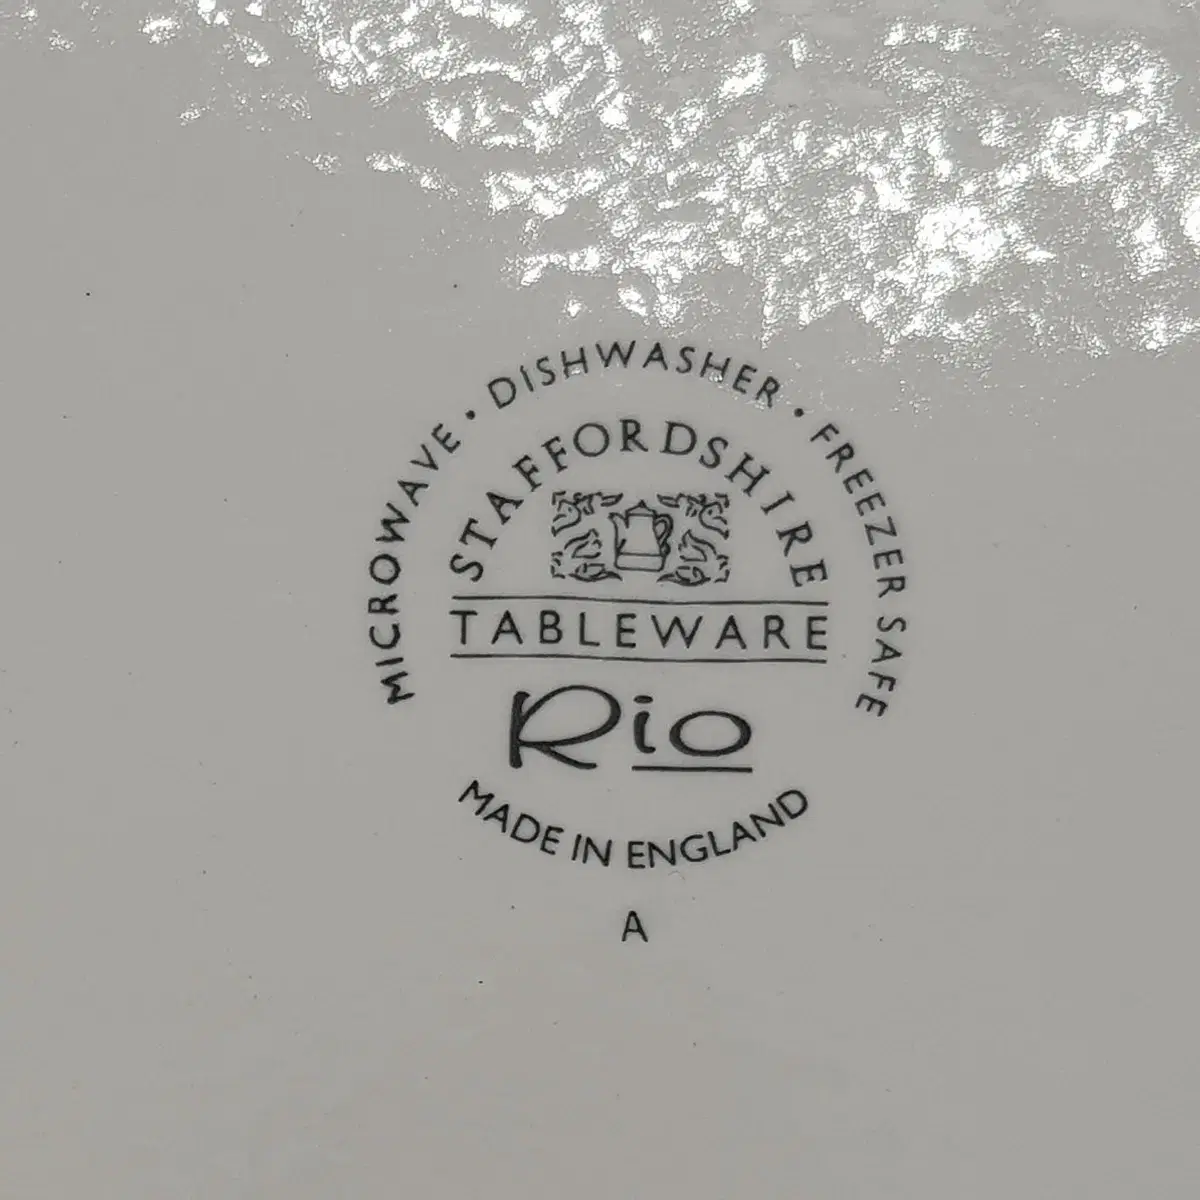 MICROWAVE • DISHWASHER • FREEZER SAFE
STAFFORDSHIRE
TABLEWARE
Rio
MADE IN ENGLAND
A